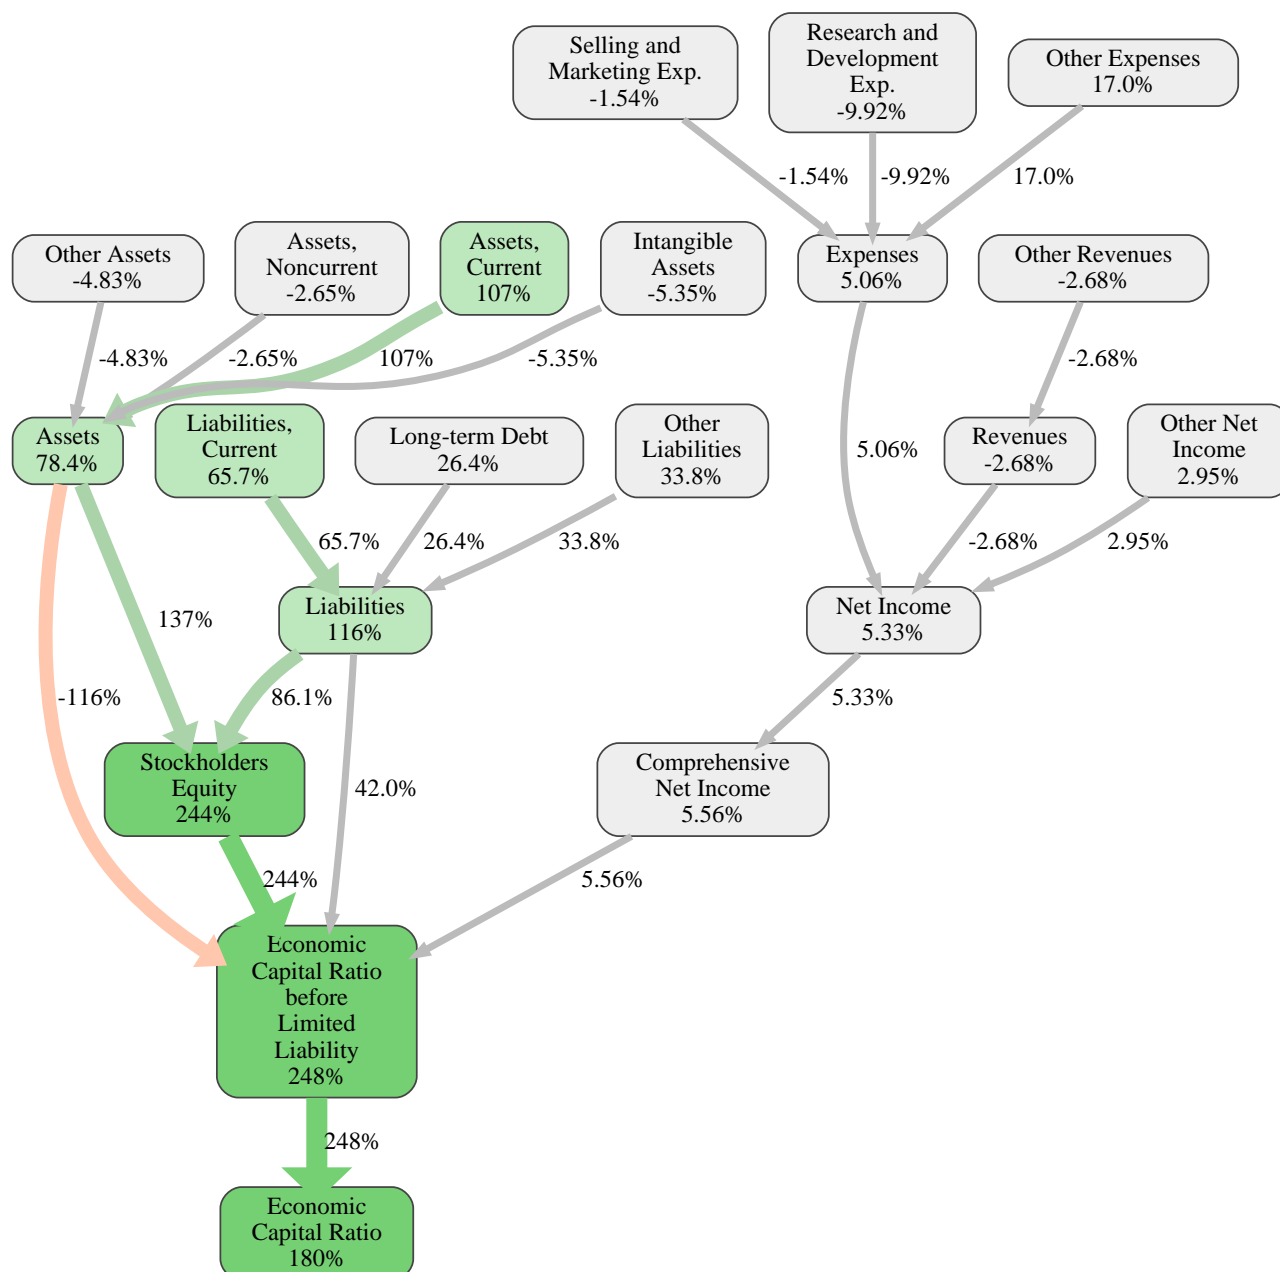 Selling and
Marketing Exp.
-1.54%
Research and
Development
Exp.
-9.92%
Other Expenses
17.0%
-1.54%
-9.92%
17.0%
Other Assets
-4.83%
Assets,
Noncurrent
-2.65%
Assets,
Current
107%
Intangible
Assets
-5.35%
Expenses
5.06%
Other Revenues
-2.68%
-4.83%
-2.65%
107%
-5.35%
-2.68%
Assets
78.4%
Liabilities,
Current
65.7%
Long-term Debt
26.4%
Other
Liabilities
33.8%
5.06%
Revenues
-2.68%
Other Net
Income
2.95%
65.7%
26.4%
33.8%
-2.68%
2.95%
137%
Liabilities
116%
Net Income
5.33%
-116%
86.1%
5.33%
Stockholders
Equity
244%
42.0%
Comprehensive
Net Income
5.56%
244%
5.56%
Economic
Capital Ratio
before
Limited
Liability
248%
248%
Economic
Capital Ratio
180%